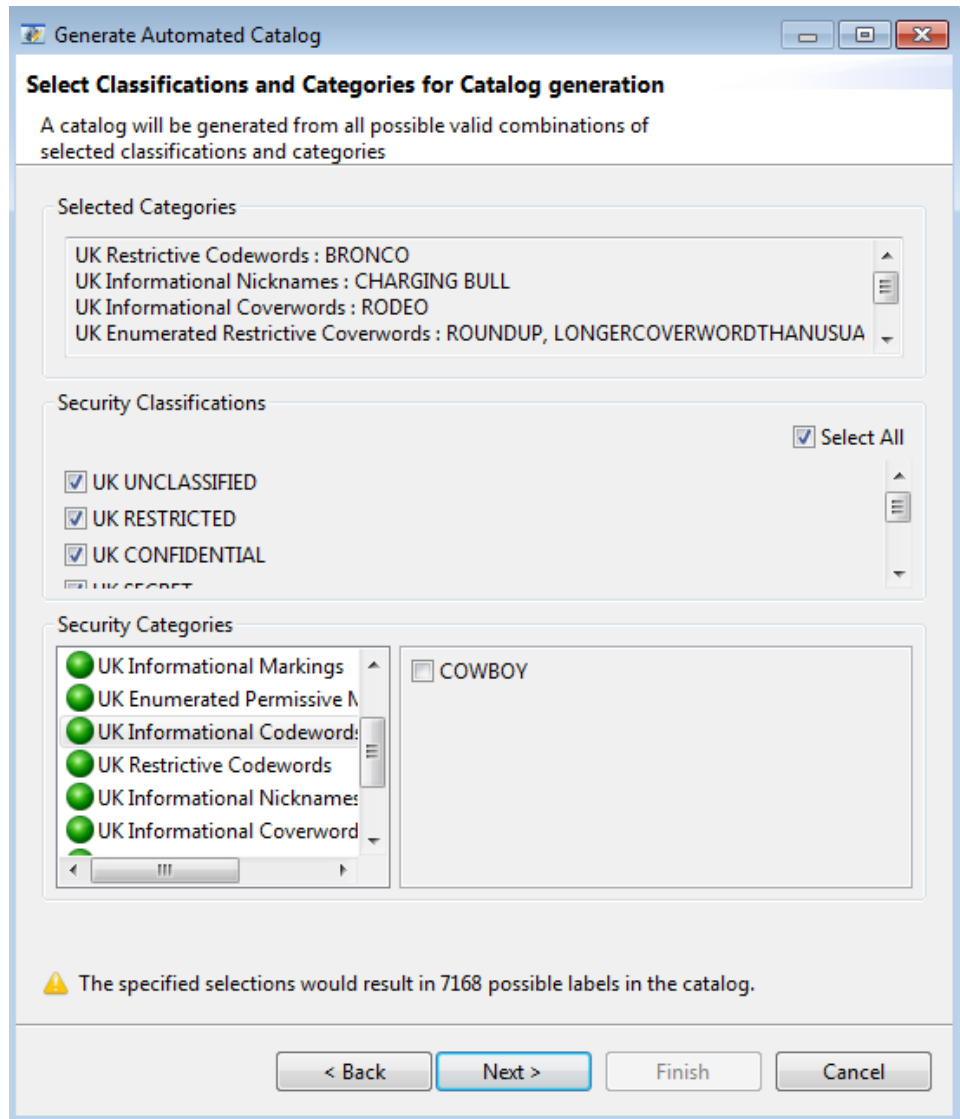 Generate Automated Catalog
Select Classifications and Categories for Catalog generation
A catalog will be generated from all possible valid combinations of
selected classifications and categories
Selected Categories
UK Restrictive Codewords : BRONCO
UK Informational Nicknames : CHARGING BULL
UK Informational Coverwords : RODEO
UK Enumerated Restrictive Coverwords : ROUNDUP, LONGERCOVERWORDTHANUSUA
Security Classifications
Select All
UK UNCLASSIFIED
UK RESTRICTED
UK CONFIDENTIAL
UK SECRET
Security Categories
UK Informational Markings
UK Enumerated Permissive M
UK Informational Codewords
UK Restrictive Codewords
UK Informational Nicknames
UK Informational Coverword
COWBOY
The specified selections would result in 7168 possible labels in the catalog.
< Back
Next >
Finish
Cancel